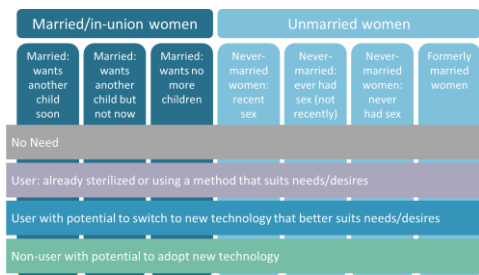 Married/in-union women
Unmarried women
Married:
wants
another
child
soon
Married:
wants
another
child but
not now
Married:
wants no
more
children
Never-
married
women:
recent
sex
Never-
married:
ever had
sex (not
recently)
Never-
married
women:
never
had sex
Formerly
married
women
No Need
User: already sterilized or using a method that suits needs/desires
User with potential to switch to new technology that better suits needs/desires
Non-user with potential to adopt new technology